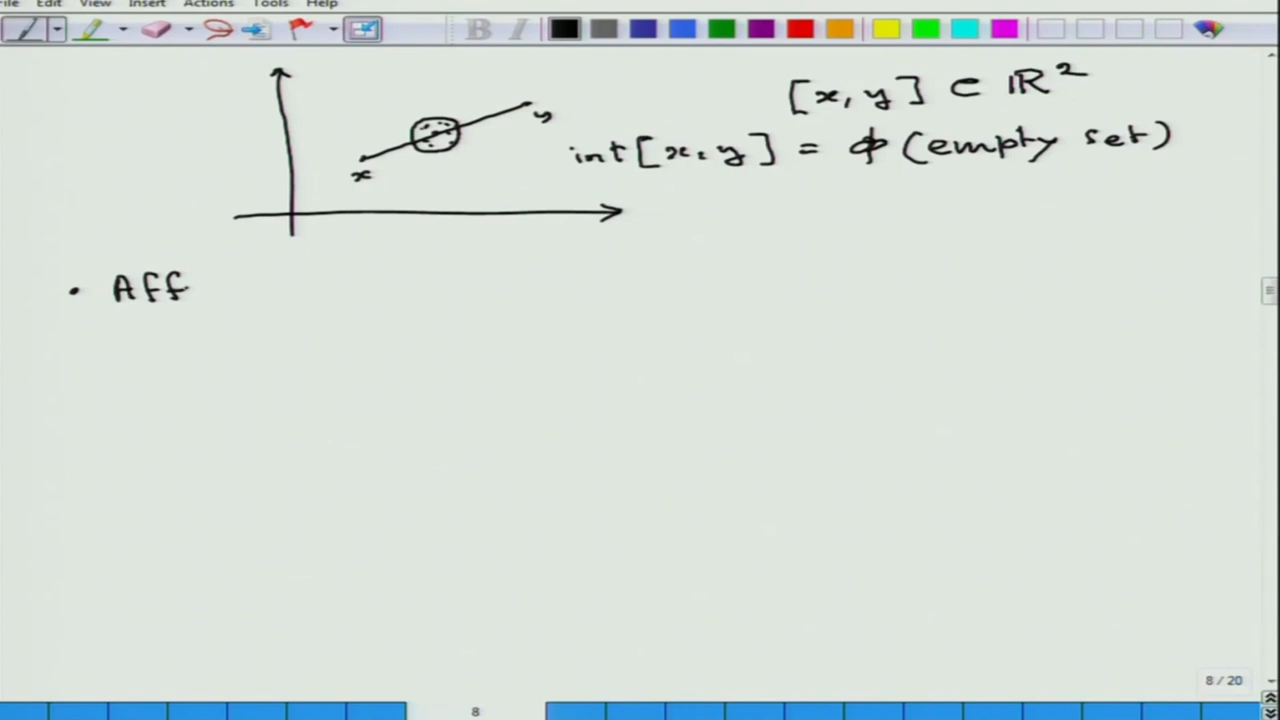 File Edit View Insert Actions Tools Help
B I
[x, y] ⊂ ℝ²
y
int[x, y] = ϕ (empty set)
x
• Aff
8 / 20
8